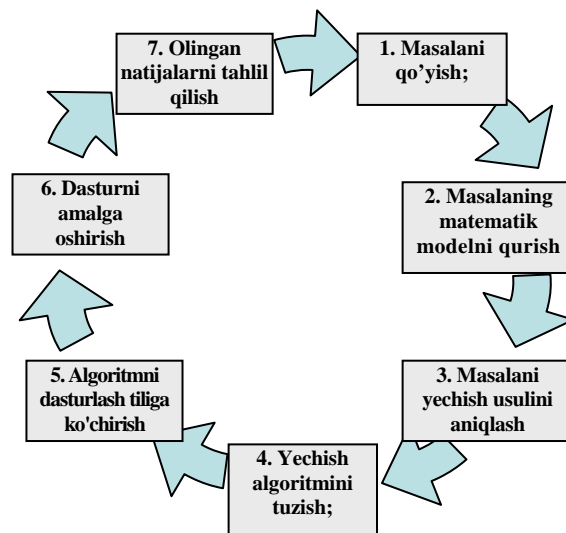 1. Masalani
qo’yish;
2. Masalaning
matematik
modelni qurish
3. Masalani
yechish usulini
aniqlash
4. Yechish
algoritmini
tuzish;
5. Algoritmni
dasturlash tiliga
ko'chirish
6. Dasturni
amalga
oshirish
7. Olingan
natijalarni tahlil
qilish